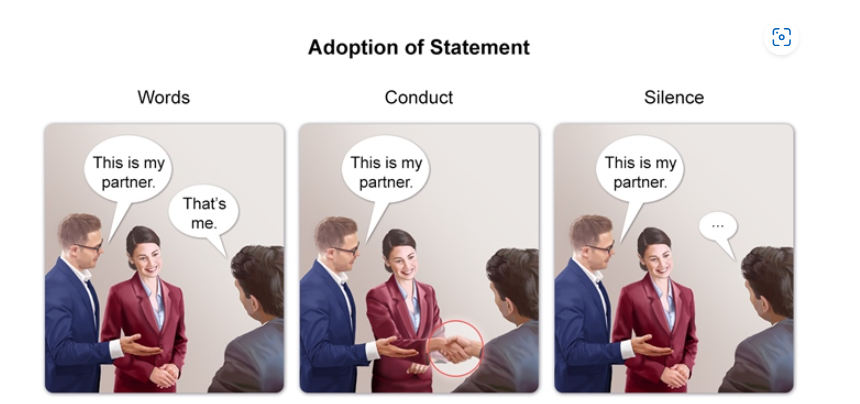 Adoption of Statement
Words
Conduct
Silence
This is my
partner.
That's
me.
This is my
partner.
This is my
partner.
...